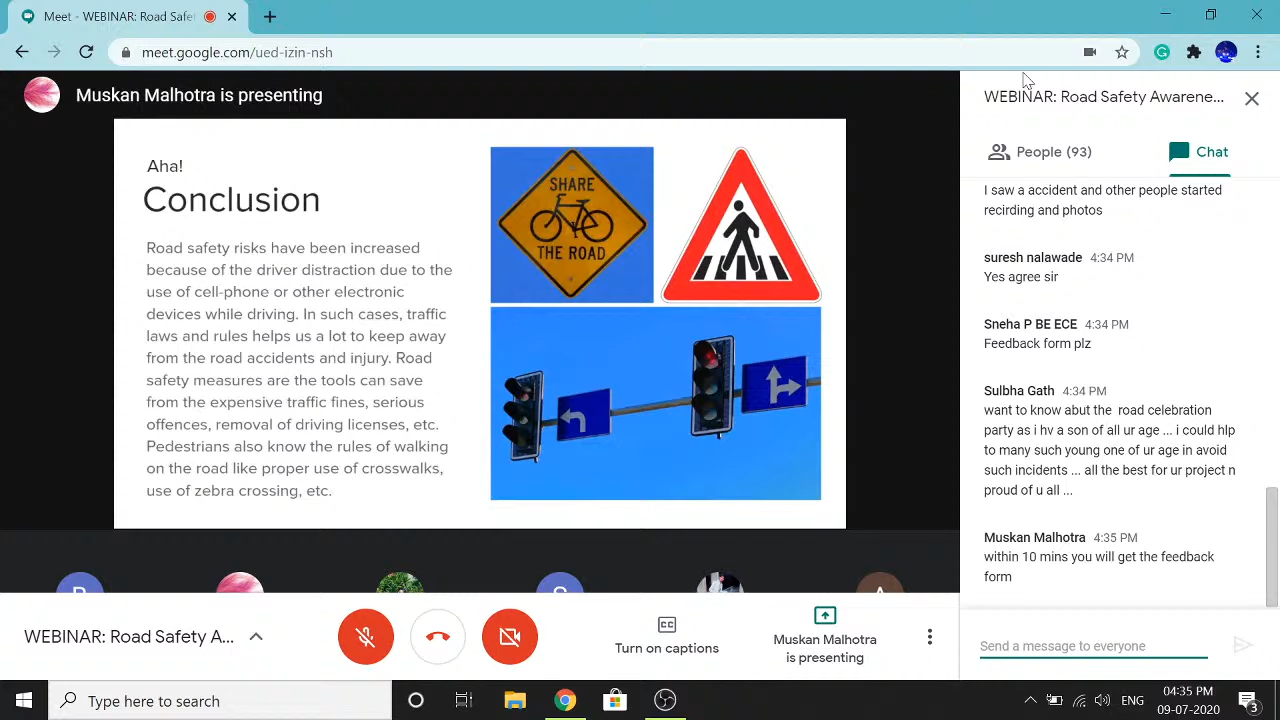 Meet - WEBINAR: Road Saf
meet.google.com/ued-izin-nsh
Muskan Malhotra is presenting
Aha!
Conclusion
Road safety risks have been increased
because of the driver distraction due to the
use of cell-phone or other electronic
devices while driving. In such cases, traffic
laws and rules helps us a lot to keep away
from the road accidents and injury. Road
safety measures are the tools can save
from the expensive traffic fines, serious
offences, removal of driving licenses, etc.
Pedestrians also know the rules of walking
on the road like proper use of crosswalks,
use of zebra crossing, etc.
SHARE
THE ROAD
WEBINAR: Road Safety Awarene...
People (93)
Chat
I saw a accident and other people started
recirding and photos
suresh nalawade 4:34 PM
Yes agree sir
Sneha P BE ECE 4:34 PM
Feedback form plz
Sulbha Gath 4:34 PM
want to know abut the road celebration
party as i hv a son of all ur age ... i could hlp
to many such young one of ur age in avoid
such incidents ... all the best for ur project n
proud of u all ...
Muskan Malhotra 4:35 PM
within 10 mins you will get the feedback
form
Send a message to everyone
WEBINAR: Road Safety A...
CC
Turn on captions
Muskan Malhotra
is presenting
Type here to search
ENG
04:35 PM
09-07-2020
3